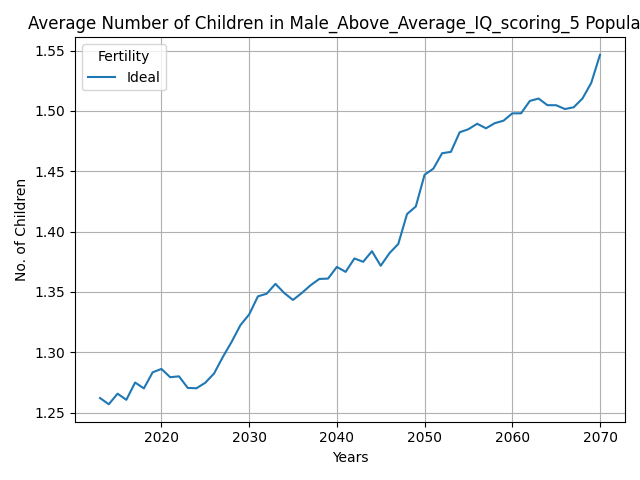 Average Number of Children in Male_Above_Average_IQ_scoring_5 Popula
Fertility
Ideal
1.55
1.50
1.45
1.40
1.35
1.30
1.25
No. of Children
2020 2030 2040 2050 2060 2070
Years